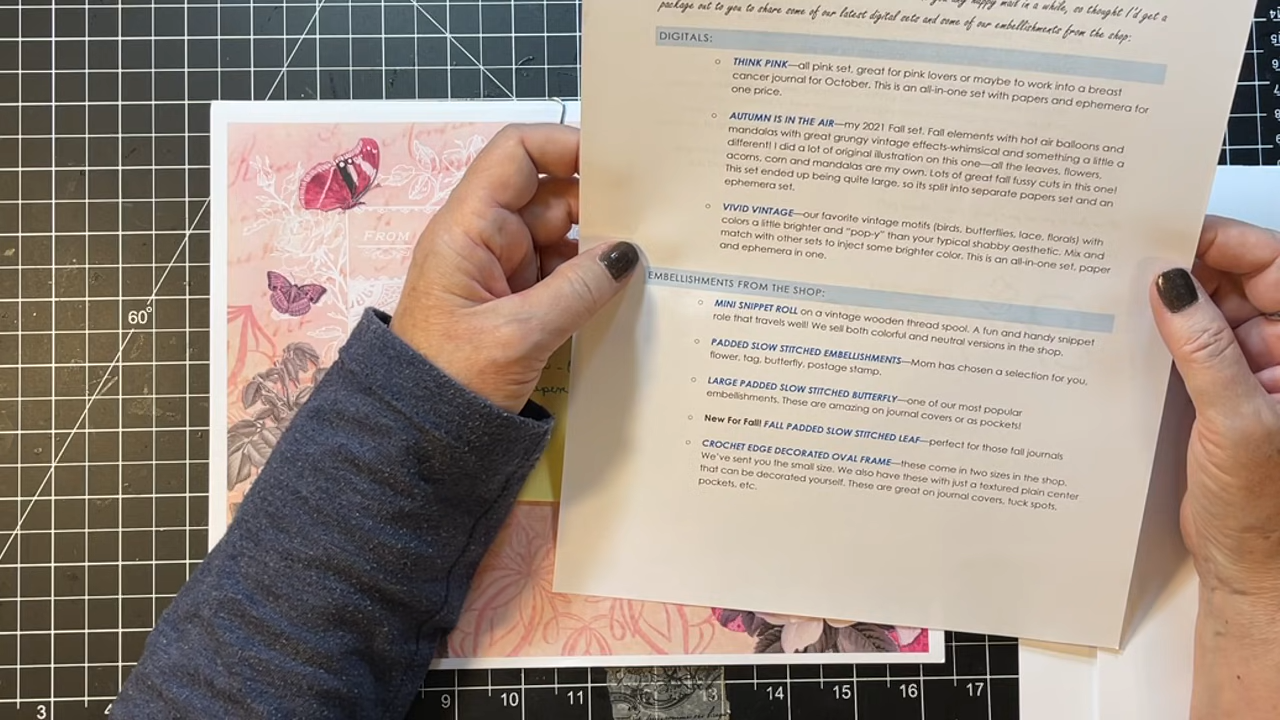 you any happy mail in a while, so thought I'd get a
package out to you to share some of our latest digital sets and some of our embellishments from the shop:
DIGITALS:
THINK PINK—all pink set, great for pink lovers or maybe to work into a breast
cancer journal for October. This is an all-in-one set with papers and ephemera for
one price.
AUTUMN IS IN THE AIR—my 2021 Fall set. Fall elements with hot air balloons and
mandalas with great grungy vintage effects-whimsical and something a little a
different! I did a lot of original illustration on this one—all the leaves, flowers,
acorns, corn and mandalas are my own. Lots of great fall fussy cuts in this one!
This set ended up being quite large, so its split into separate papers set and an
ephemera set.
VIVID VINTAGE—our favorite vintage motifs (birds, butterflies, lace, florals) with
colors a little brighter and "pop-y" than your typical shabby aesthetic. Mix and
match with other sets to inject some brighter color. This is an all-in-one set, paper
and ephemera in one.
EMBELLISHMENTS FROM THE SHOP:
MINI SNIPPET ROLL on a vintage wooden thread spool. A fun and handy snippet
role that travels well! We sell both colorful and neutral versions in the shop.
PADDED SLOW STITCHED EMBELLISHMENTS—Mom has chosen a selection for you,
flower, tag, butterfly, postage stamp.
LARGE PADDED SLOW STITCHED BUTTERFLY—one of our most popular
embellishments. These are amazing on journal covers or as pockets!
New For Fall! FALL PADDED SLOW STITCHED LEAF—perfect for those fall journals
CROCHET EDGE DECORATED OVAL FRAME—these come in two sizes in the shop.
We've sent you the small size. We also have these with just a textured plain center
that can be decorated yourself. These are great on journal covers, tuck spots,
pockets, etc.
FROM
60°
3
9
10
11
13
14
15
16
17
14
15
16